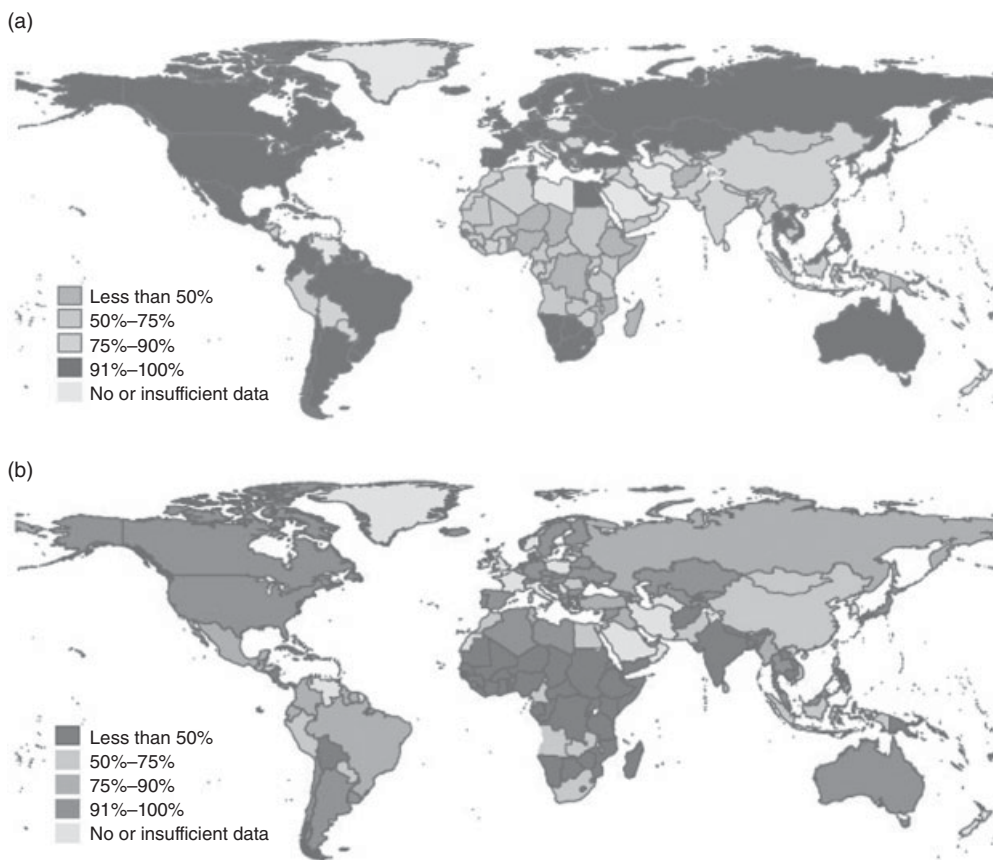 (a)
Less than 50%
50%–75%
75%–90%
91%–100%
No or insufficient data
(b)
Less than 50%
50%–75%
75%–90%
91%–100%
No or insufficient data